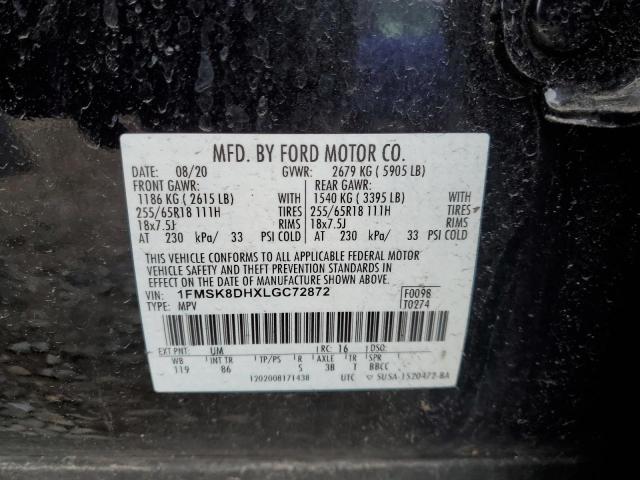 MFD. BY FORD MOTOR CO.
DATE: 08/20 GVWR: 2679 KG ( 5905 LB)
FRONT GAWR: REAR GAWR:
1186 KG ( 2615 LB) WITH 1540 KG ( 3395 LB) WITH
255/65R18 111H TIRES 255/65R18 111H TIRES
18x7.5J RIMS 18x7.5J RIMS
AT 230 kPa/ 33 PSI COLD AT 230 kPa/ 33 PSI COLD
THIS VEHICLE CONFORMS TO ALL APPLICABLE FEDERAL MOTOR
VEHICLE SAFETY AND THEFT PREVENTION STANDARDS IN
EFFECT ON THE DATE OF MANUFACTURE SHOWN ABOVE.
VIN: 1FMSK8DHXLGC72872 F0098
TYPE: MPV T0274
EXT PNT: UM RC: 16 DSO:
WB INT TR TP/PS R AXLE TR SPR
119 86 5 3B T BBCC
1202008171438 UTC SUSA-1520472-BA